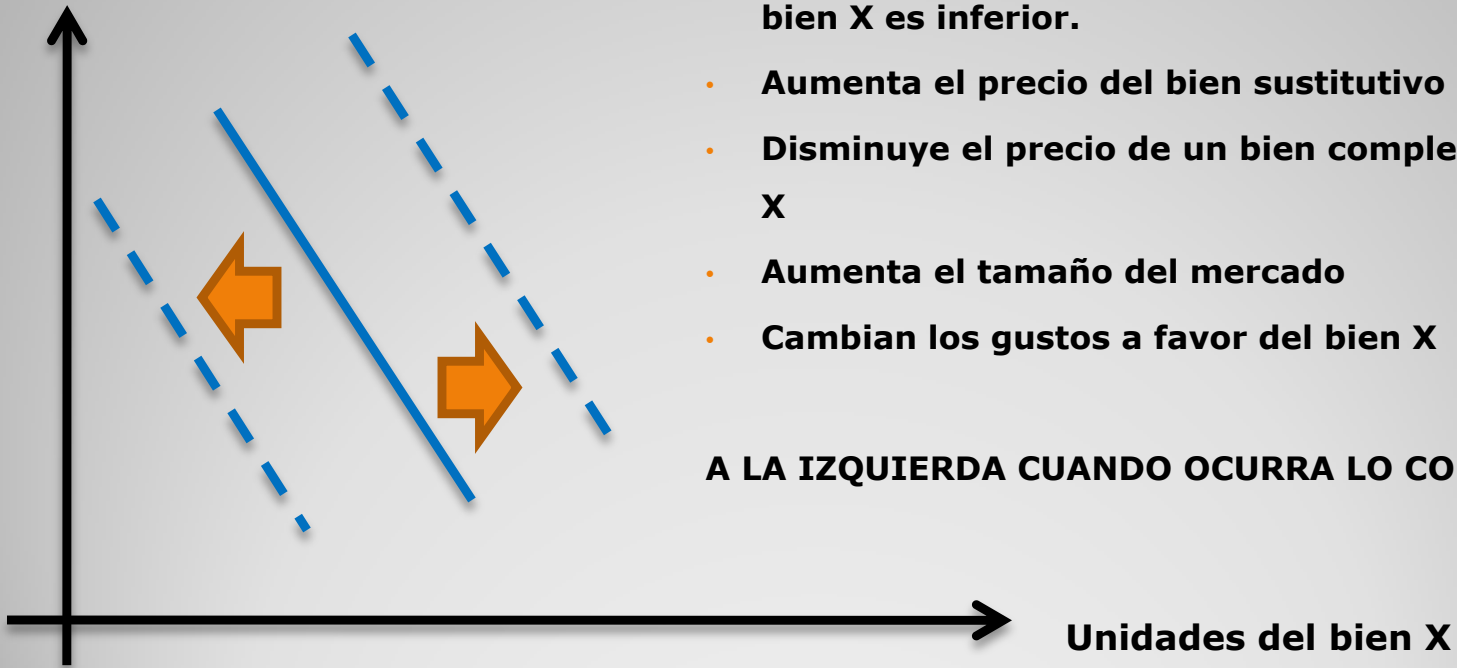 bien X es inferior.
• Aumenta el precio del bien sustitutivo
• Disminuye el precio de un bien comple
X
• Aumenta el tamaño del mercado
• Cambian los gustos a favor del bien X
A LA IZQUIERDA CUANDO OCURRA LO CO
Unidades del bien X